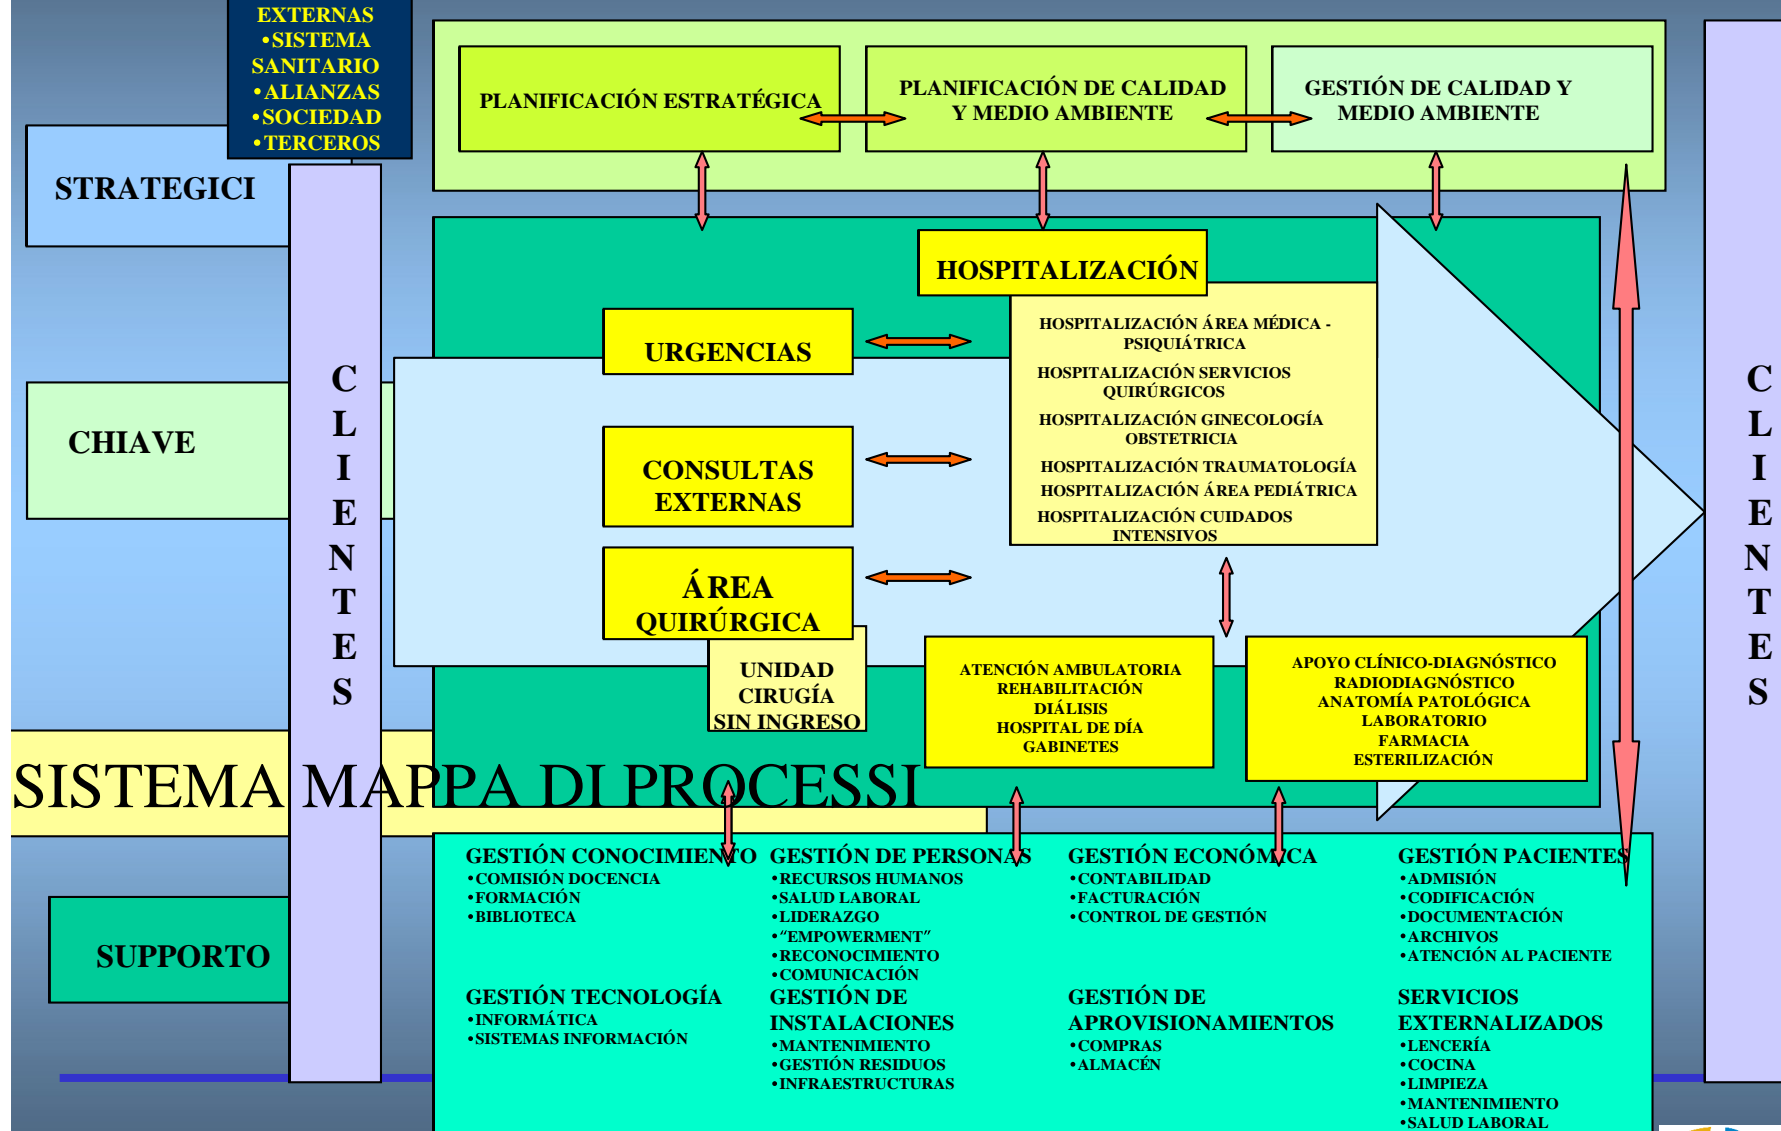 EXTERNAS
•SISTEMA
SANITARIO
•ALIANZAS
•SOCIEDAD
•TERCEROS
PLANIFICACIÓN ESTRATÉGICA
PLANIFICACIÓN DE CALIDAD
Y MEDIO AMBIENTE
GESTIÓN DE CALIDAD Y
MEDIO AMBIENTE
STRATEGICI
CHIAVE
SUPPORTO
C
L
I
E
N
T
E
S
HOSPITALIZACIÓN
HOSPITALIZACIÓN ÁREA MÉDICA -
PSIQUIÁTRICA
HOSPITALIZACIÓN SERVICIOS
QUIRÚRGICOS
HOSPITALIZACIÓN GINECOLOGÍA
OBSTETRICIA
HOSPITALIZACIÓN TRAUMATOLOGÍA
HOSPITALIZACIÓN ÁREA PEDIÁTRICA
HOSPITALIZACIÓN CUIDADOS
INTENSIVOS
URGENCIAS
CONSULTAS
EXTERNAS
ÁREA
QUIRÚRGICA
UNIDAD
CIRUGÍA
SIN INGRESO
ATENCIÓN AMBULATORIA
REHABILITACIÓN
DIÁLISIS
HOSPITAL DE DÍA
GABINETES
APOYO CLÍNICO-DIAGNÓSTICO
RADIODIAGNÓSTICO
ANATOMÍA PATOLÓGICA
LABORATORIO
FARMACIA
ESTERILIZACIÓN
C
L
I
E
N
T
E
S
SISTEMA MAPPA DI PROCESSI
GESTIÓN CONOCIMIENTO
•COMISIÓN DOCENCIA
•FORMACIÓN
•BIBLIOTECA
GESTIÓN DE PERSONAS
•RECURSOS HUMANOS
•SALUD LABORAL
•LIDERAZGO
•“EMPOWERMENT”
•RECONOCIMIENTO
•COMUNICACIÓN
GESTIÓN ECONÓMICA
•CONTABILIDAD
•FACTURACIÓN
•CONTROL DE GESTIÓN
GESTIÓN PACIENTES
•ADMISIÓN
•CODIFICACIÓN
•DOCUMENTACIÓN
•ARCHIVOS
•ATENCIÓN AL PACIENTE
GESTIÓN TECNOLOGÍA
•INFORMÁTICA
•SISTEMAS INFORMACIÓN
GESTIÓN DE
INSTALACIONES
•MANTENIMIENTO
•GESTIÓN RESIDUOS
•INFRAESTRUCTURAS
GESTIÓN DE
APROVISIONAMIENTOS
•COMPRAS
•ALMACÉN
SERVICIOS
EXTERNALIZADOS
•LENCERÍA
•COCINA
•LIMPIEZA
•MANTENIMIENTO
•SALUD LABORAL